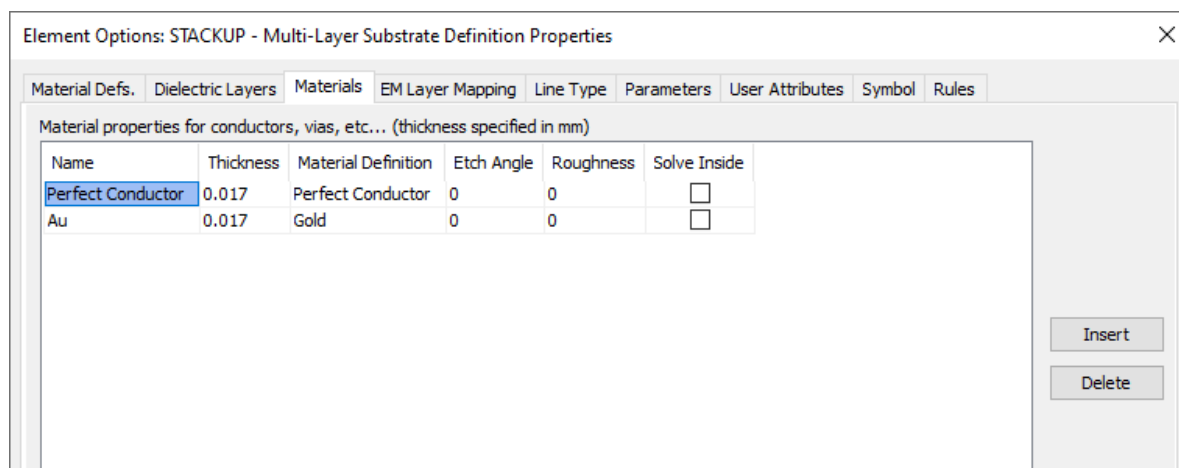 Element Options: STACKUP - Multi-Layer Substrate Definition Properties
Material Defs. Dielectric Layers Materials EM Layer Mapping Line Type Parameters User Attributes Symbol Rules
Material properties for conductors, vias, etc... (thickness specified in mm)
Name Thickness Material Definition Etch Angle Roughness Solve Inside
Perfect Conductor 0.017 Perfect Conductor 0 0
Au 0.017 Gold 0 0
Insert
Delete